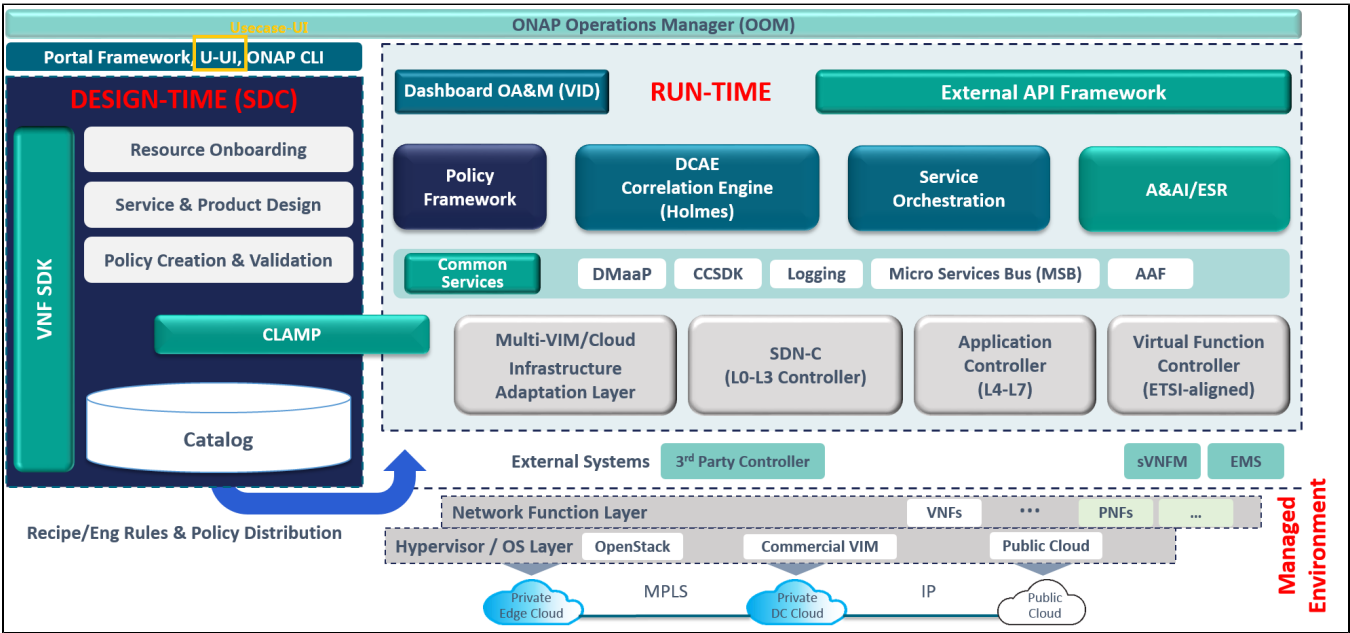 ONAP Operations Manager (OOM)
Usecase-UI
Portal Framework, U-UI, ONAP CLI
DESIGN-TIME (SDC)
VNF SDK
Resource Onboarding
Service & Product Design
Policy Creation & Validation
CLAMP
Catalog
Recipe/Eng Rules & Policy Distribution
Dashboard OA&M (VID)
RUN-TIME
External API Framework
Policy
Framework
DCAE
Correlation Engine
(Holmes)
Service
Orchestration
A&AI/ESR
Common
Services
DMaaP
CCSDK
Logging
Micro Services Bus (MSB)
AAF
Multi-VIM/Cloud
Infrastructure
Adaptation Layer
SDN-C
(L0-L3 Controller)
Application
Controller
(L4-L7)
Virtual Function
Controller
(ETSI-aligned)
External Systems
3rd Party Controller
sVNFM
EMS
Network Function Layer
VNFs
...
PNFs
...
Hypervisor / OS Layer
OpenStack
Commercial VIM
Public Cloud
Private
Edge Cloud
MPLS
Private
DC Cloud
IP
Public
Cloud
Managed
Environment